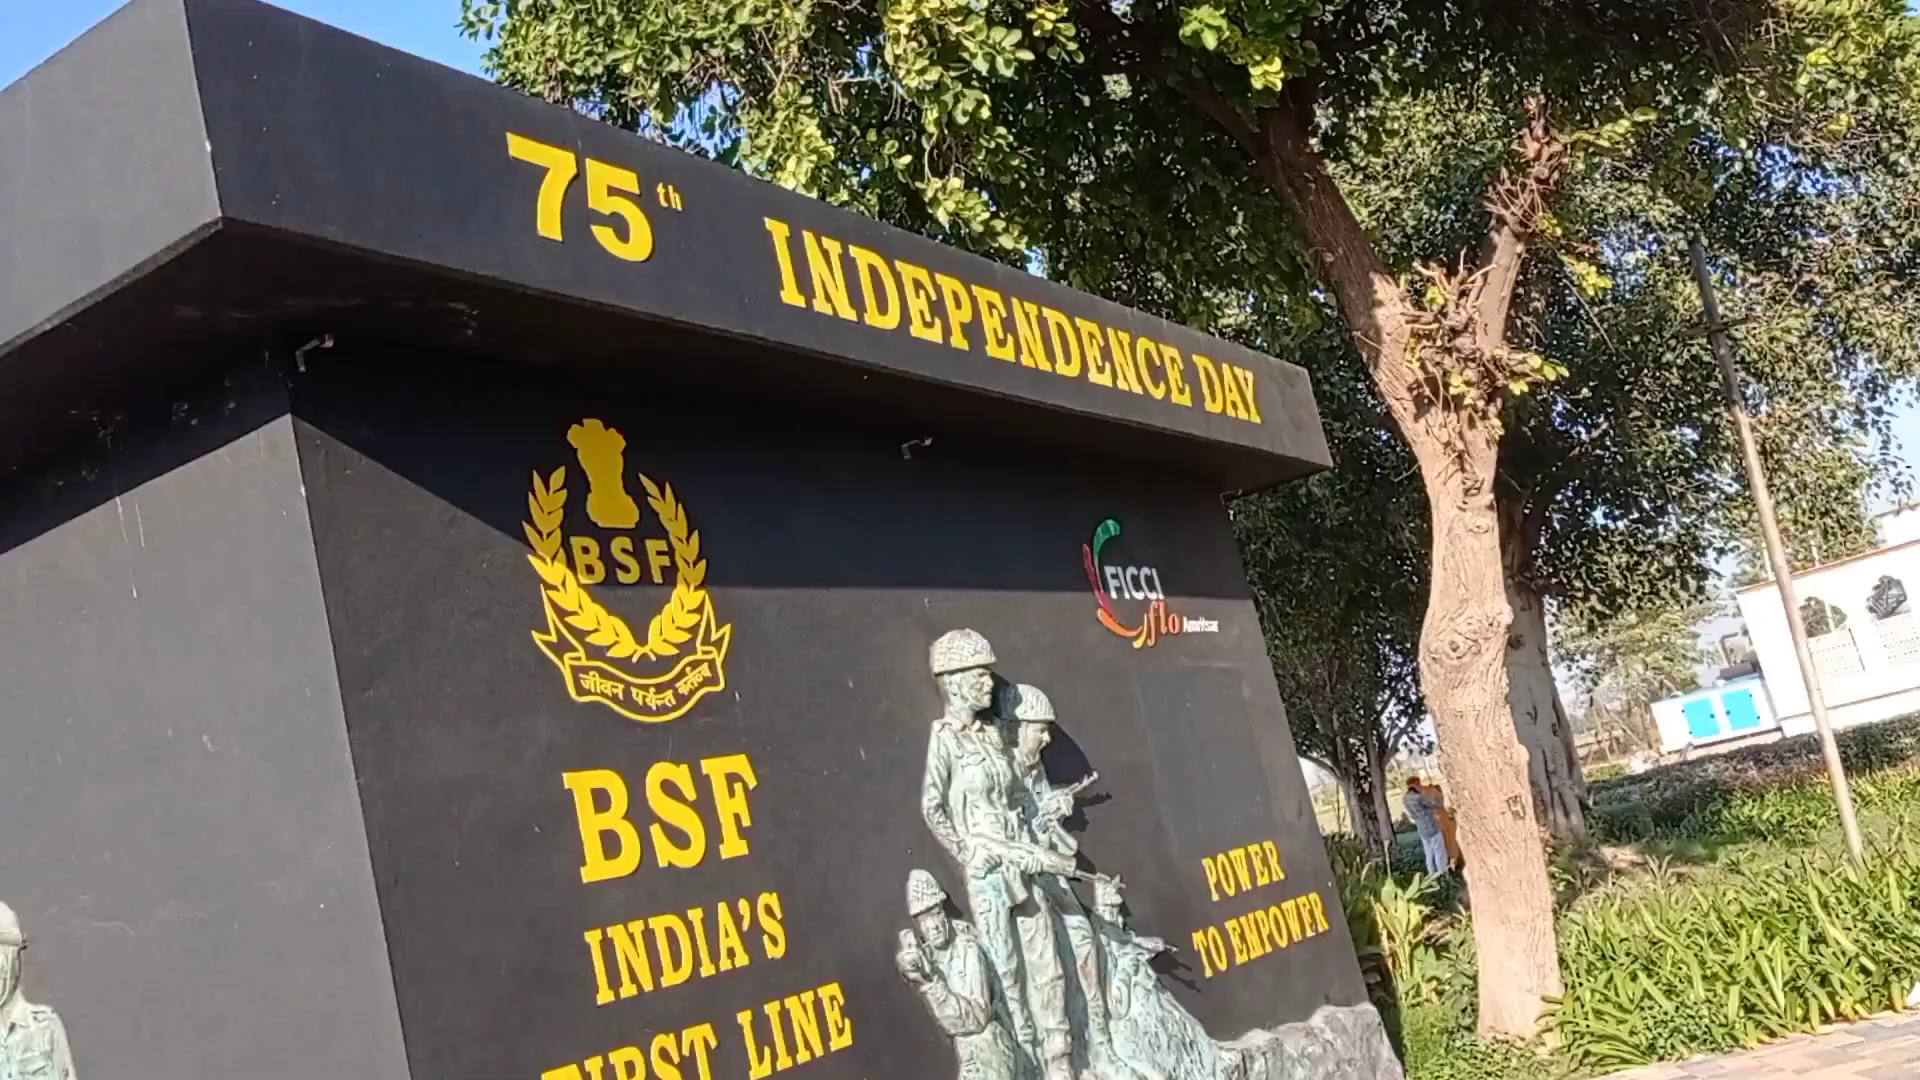 75th INDEPENDENCE DAY
BSF
जीवन पर्यन्त कर्तव्य
FICCI
flo Amritsar
BSF
INDIA'S
FIRST LINE
POWER
TO EMPOWER